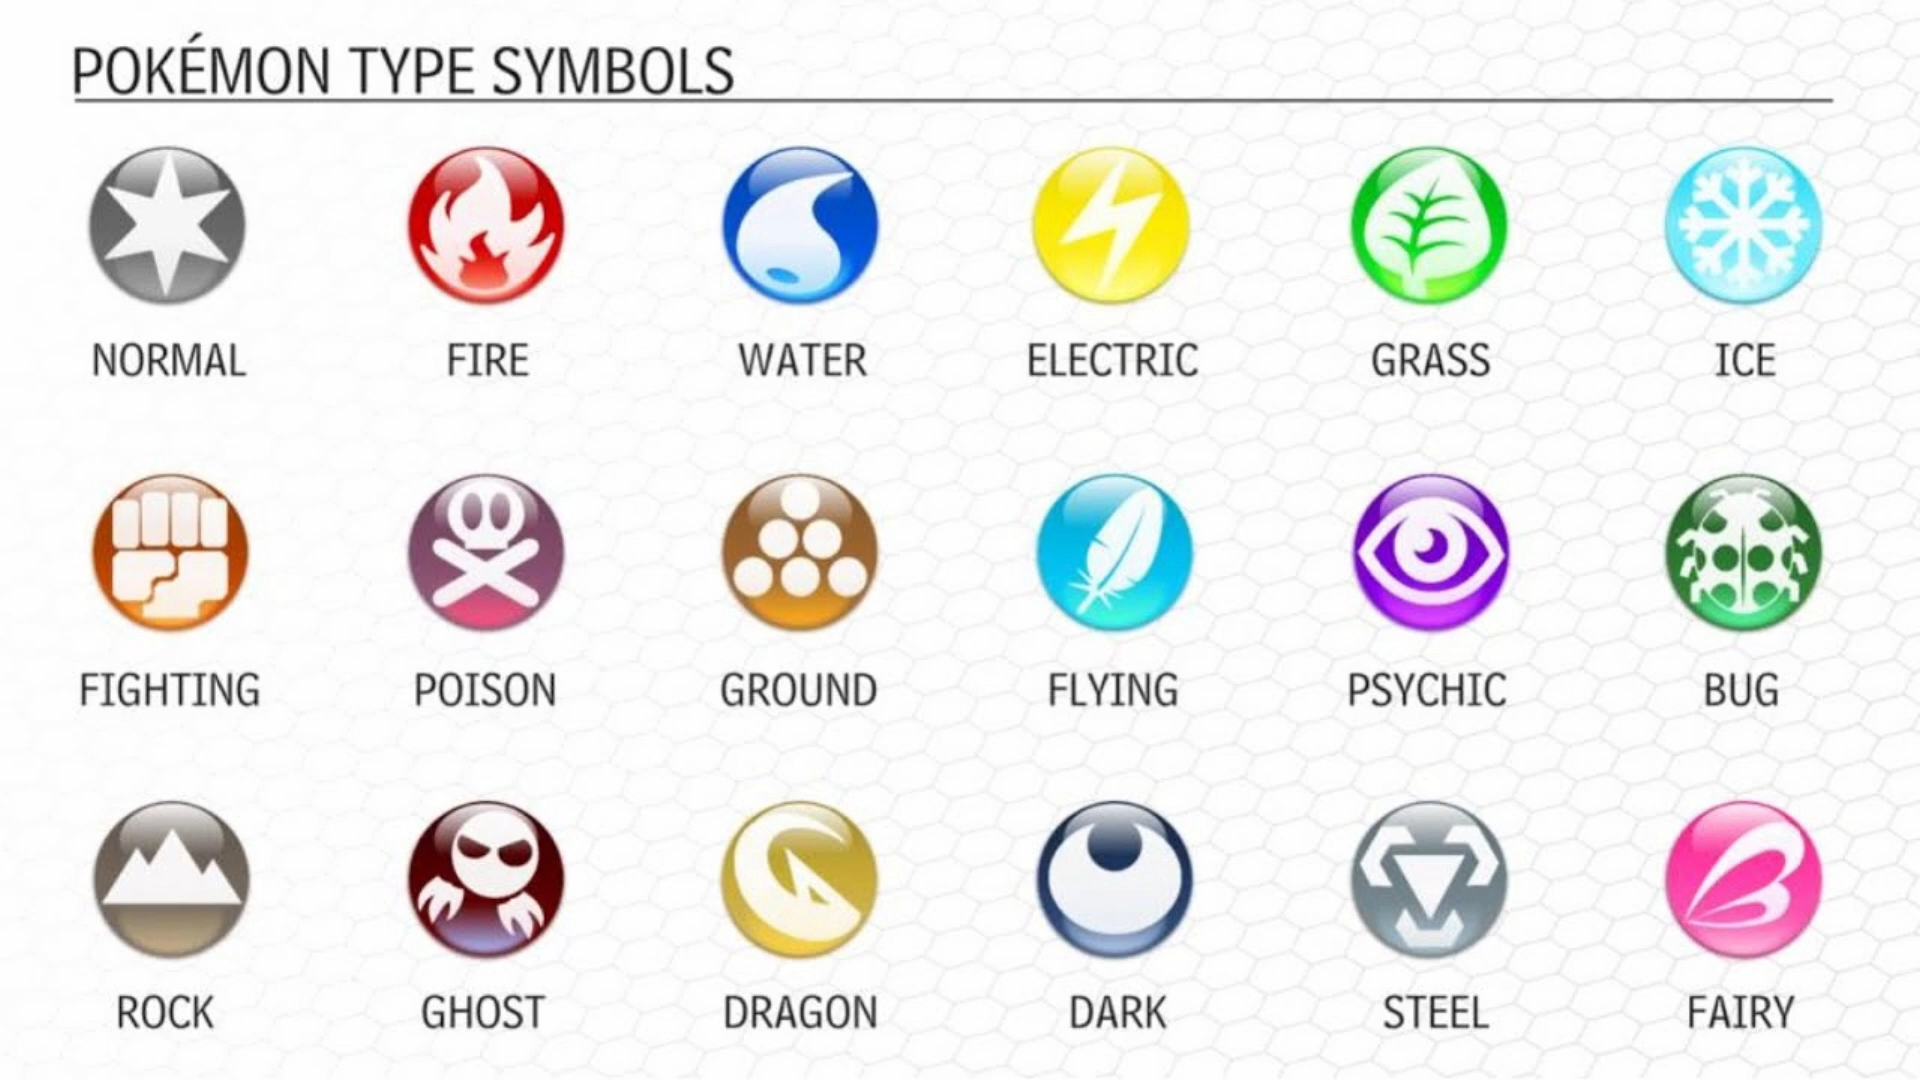 POKÉMON TYPE SYMBOLS
NORMAL FIRE WATER ELECTRIC GRASS ICE
FIGHTING POISON GROUND FLYING PSYCHIC BUG
ROCK GHOST DRAGON DARK STEEL FAIRY